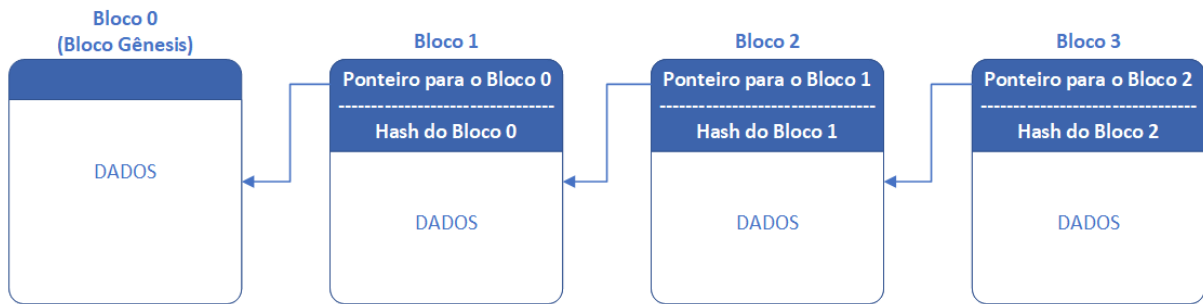 Bloco 0
(Bloco Gênesis)
DADOS
Bloco 1
Ponteiro para o Bloco 0
---------------------------------
Hash do Bloco 0
DADOS
Bloco 2
Ponteiro para o Bloco 1
---------------------------------
Hash do Bloco 1
DADOS
Bloco 3
Ponteiro para o Bloco 2
---------------------------------
Hash do Bloco 2
DADOS